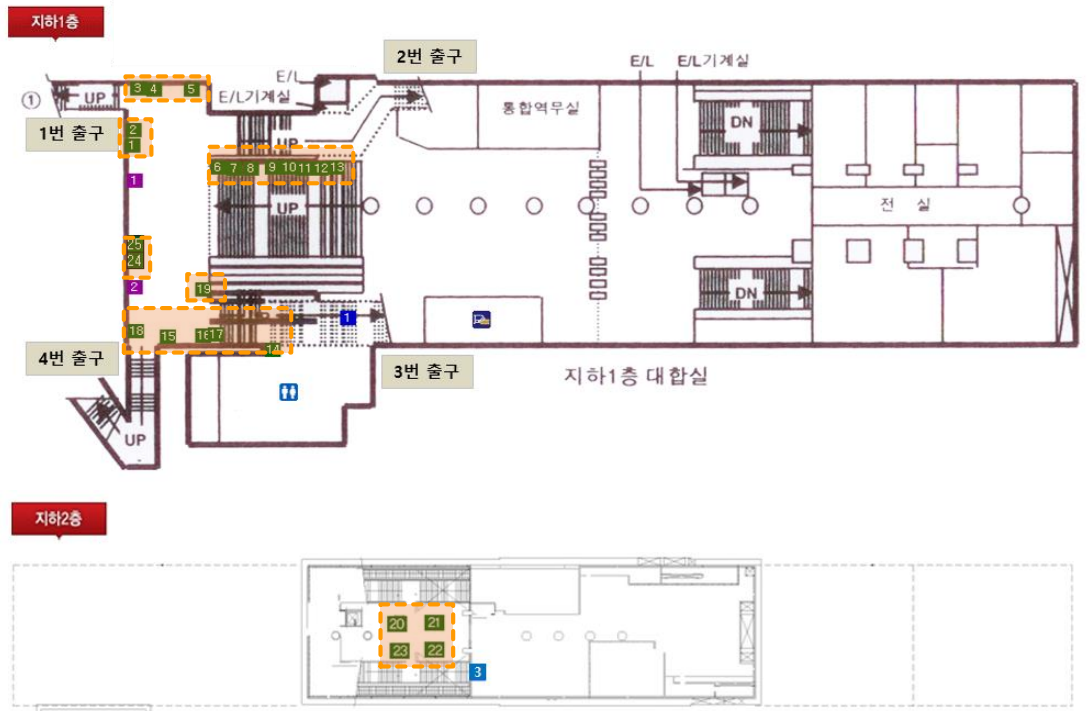 지하1층
2번 출구
E/L
E/L기계실
E/L
E/L기계실
①
UP
3 4 5
1번 출구
2
1
1
UP
통합역무실
DN
6 7 8 9 10 11 12 13
UP
전 실
25
24
2
19
DN
1
18 15 16 17
14
4번 출구
3번 출구
지하1층 대합실
UP
지하2층
20 21
23 22
3